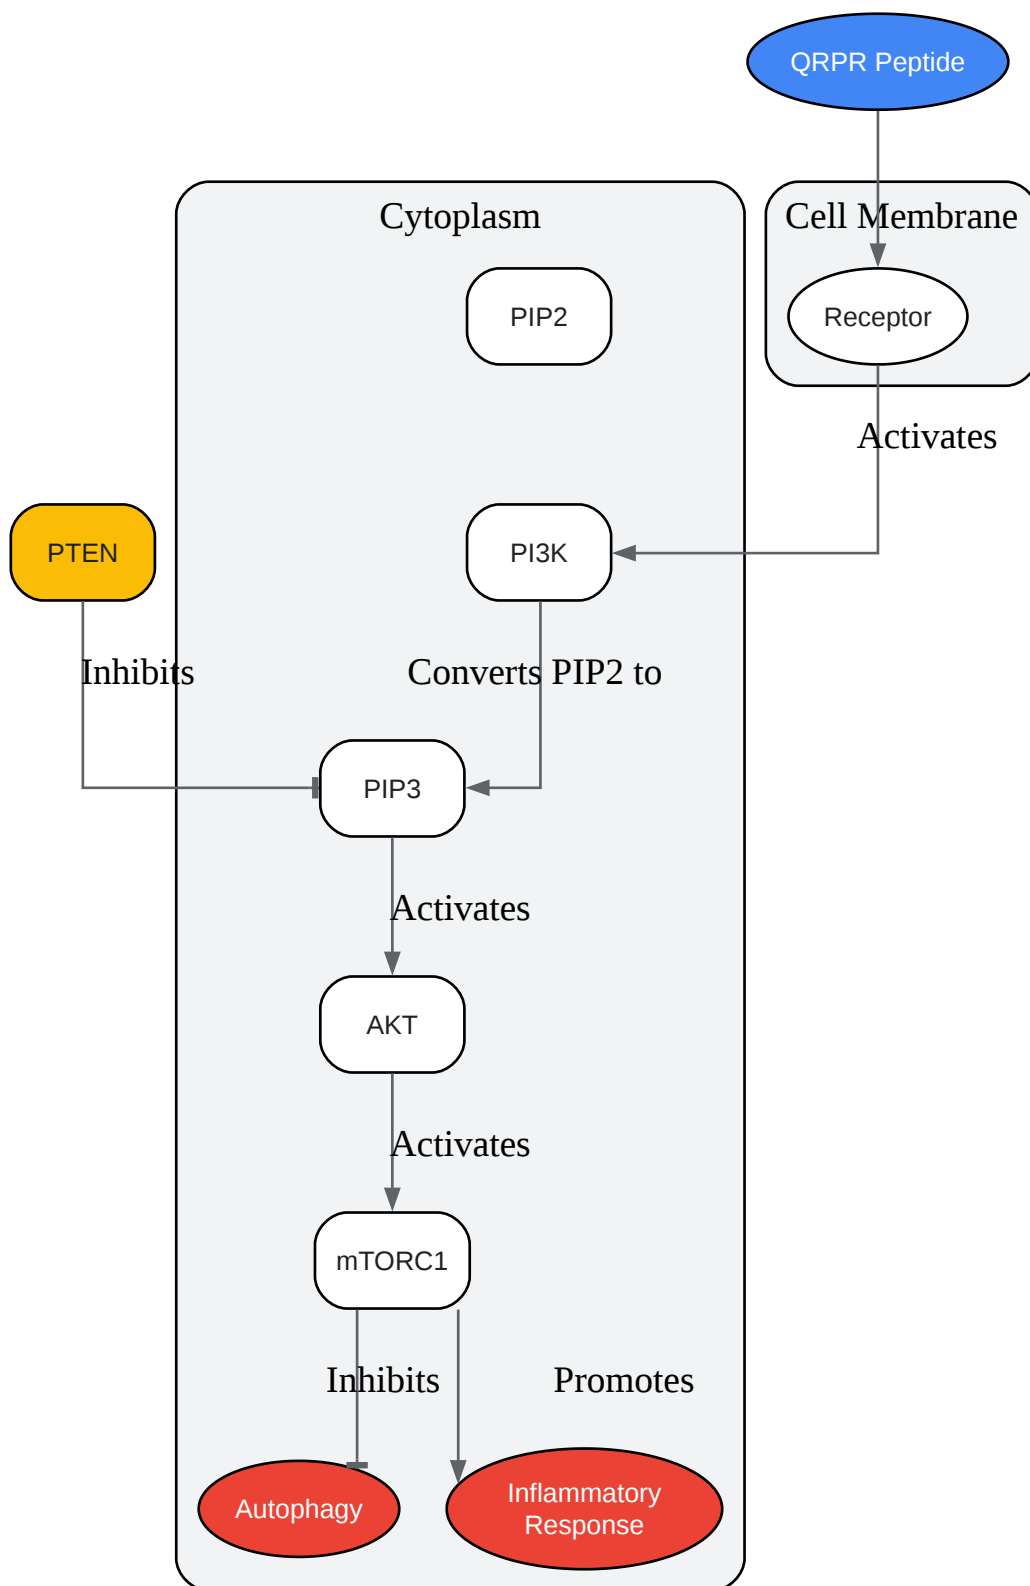 QRPR Peptide
Cytoplasm
Cell Membrane
PIP2
Receptor
Activates
PTEN
PI3K
Inhibits
Converts PIP2 to
PIP3
Activates
AKT
Activates
mTORC1
Inhibits
Promotes
Autophagy
Inflammatory
Response